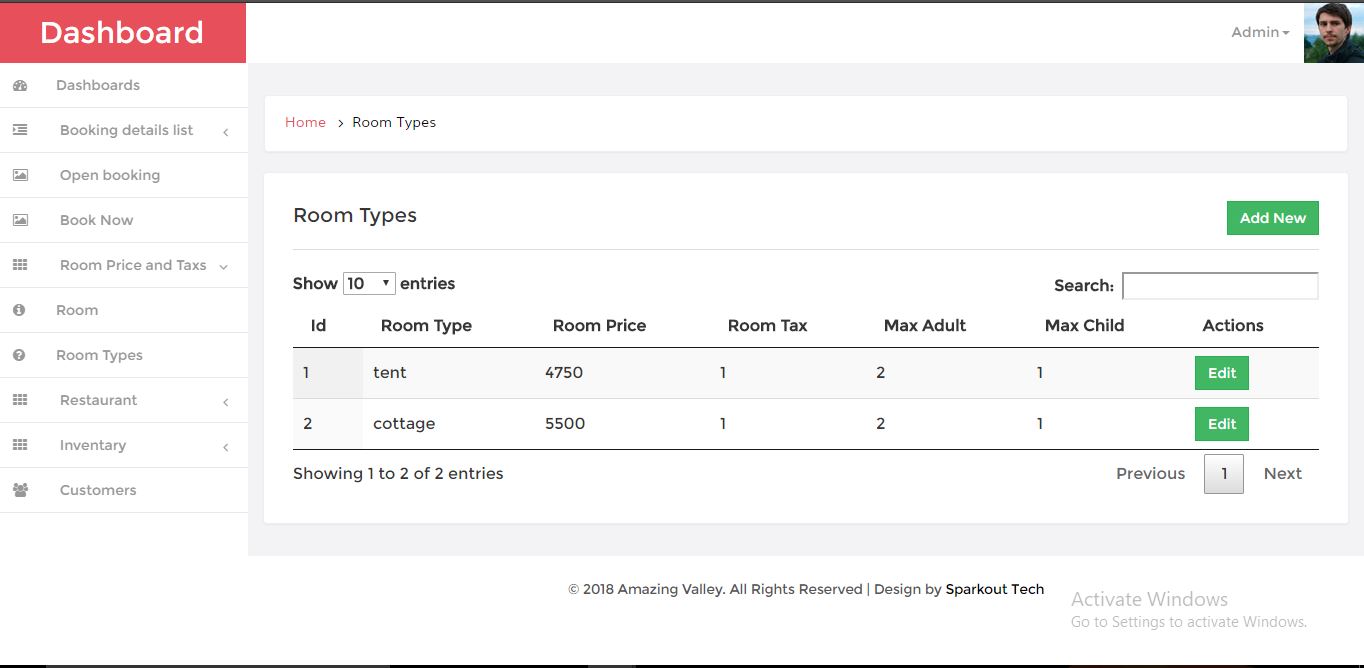 Dashboard
Admin
Dashboards
Booking details list
Open booking
Book Now
Room Price and Taxs
Room
Room Types
Restaurant
Inventory
Customers
Home > Room Types
Room Types
Add New
Show 10 entries
Search:
Id Room Type Room Price Room Tax Max Adult Max Child Actions
1 tent 4750 1 2 1 Edit
2 cottage 5500 1 2 1 Edit
Showing 1 to 2 of 2 entries
Previous 1 Next
© 2018 Amazing Valley. All Rights Reserved | Design by Sparkout Tech
Activate Windows
Go to Settings to activate Windows.